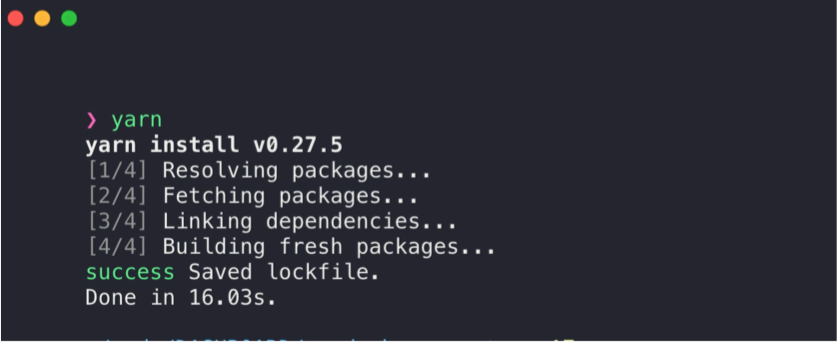 ❯ yarn
yarn install v0.27.5
[1/4] Resolving packages...
[2/4] Fetching packages...
[3/4] Linking dependencies...
[4/4] Building fresh packages...
success Saved lockfile.
Done in 16.03s.